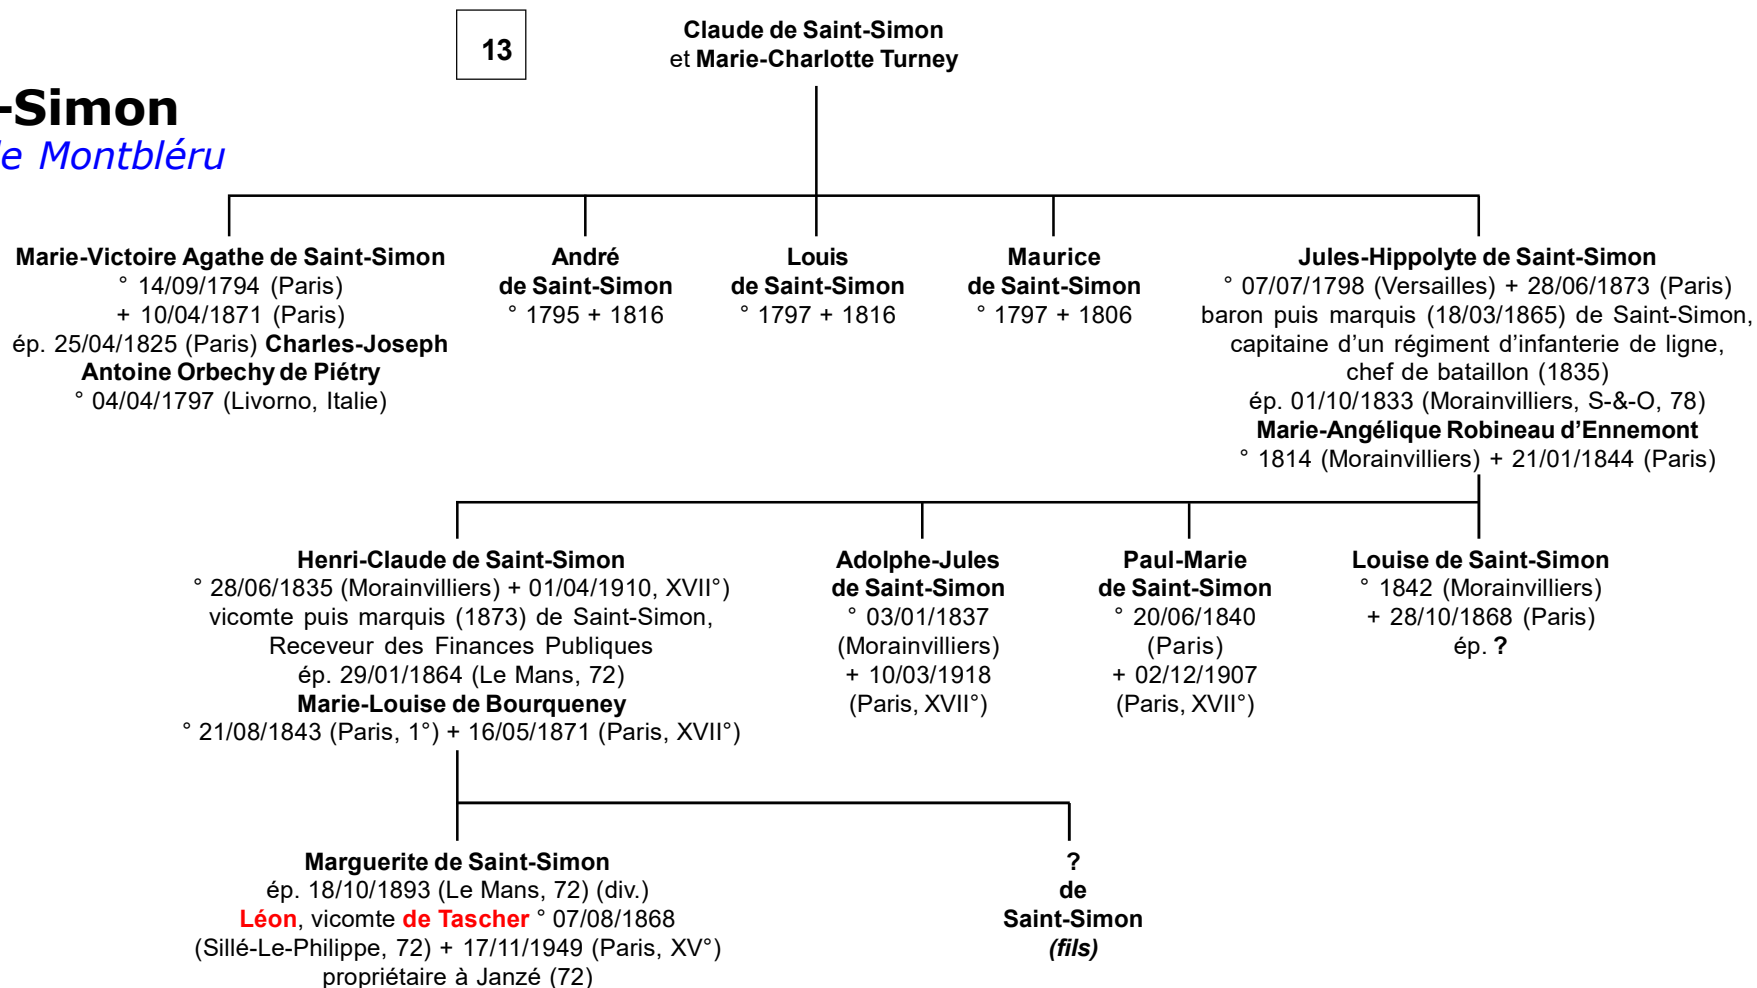 13
Claude de Saint-Simon
et Marie-Charlotte Turney
-Simon
le Montbléru
Marie-Victoire Agathe de Saint-Simon
° 14/09/1794 (Paris)
+ 10/04/1871 (Paris)
ép. 25/04/1825 (Paris) Charles-Joseph
Antoine Orbechy de Piétry
° 04/04/1797 (Livorno, Italie)
André
de Saint-Simon
° 1795 + 1816
Louis
de Saint-Simon
° 1797 + 1816
Maurice
de Saint-Simon
° 1797 + 1806
Jules-Hippolyte de Saint-Simon
° 07/07/1798 (Versailles) + 28/06/1873 (Paris)
baron puis marquis (18/03/1865) de Saint-Simon,
capitaine d'un régiment d'infanterie de ligne,
chef de bataillon (1835)
ép. 01/10/1833 (Morainvilliers, S-&-O, 78)
Marie-Angélique Robineau d'Ennemont
° 1814 (Morainvilliers) + 21/01/1844 (Paris)
Henri-Claude de Saint-Simon
° 28/06/1835 (Morainvilliers) + 01/04/1910, XVII°)
vicomte puis marquis (1873) de Saint-Simon,
Receveur des Finances Publiques
ép. 29/01/1864 (Le Mans, 72)
Marie-Louise de Bourqueney
° 21/08/1843 (Paris, 1°) + 16/05/1871 (Paris, XVII°)
Adolphe-Jules
de Saint-Simon
° 03/01/1837
(Morainvilliers)
+ 10/03/1918
(Paris, XVII°)
Paul-Marie
de Saint-Simon
° 20/06/1840
(Paris)
+ 02/12/1907
(Paris, XVII°)
Louise de Saint-Simon
° 1842 (Morainvilliers)
+ 28/10/1868 (Paris)
ép. ?
Marguerite de Saint-Simon
ép. 18/10/1893 (Le Mans, 72) (div.)
Léon, vicomte de Tascher ° 07/08/1868
(Sillé-Le-Philippe, 72) + 17/11/1949 (Paris, XV°)
propriétaire à Janzé (72)
?
de
Saint-Simon
(fils)